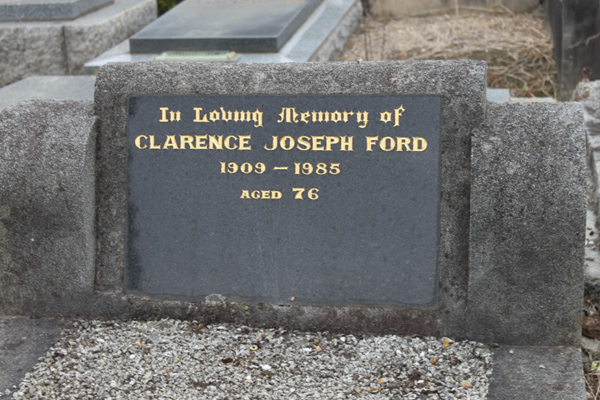 In Loving Memory of
CLARENCE JOSEPH FORD
1909 - 1985
AGED 76